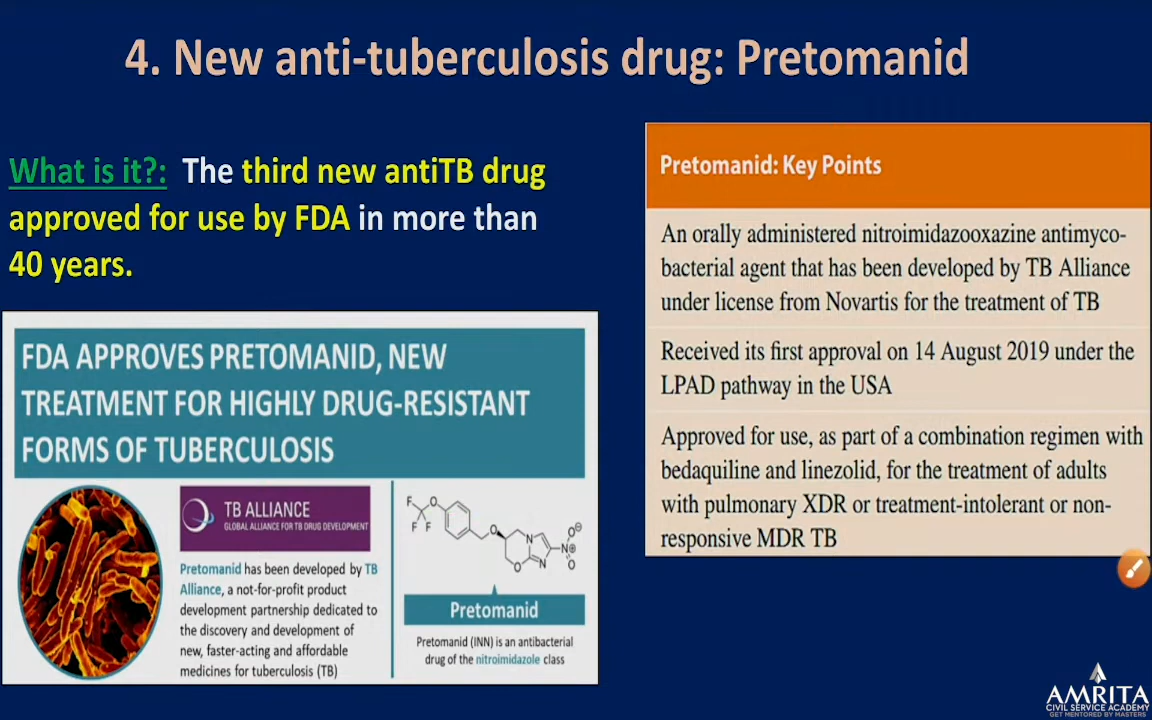 4. New anti-tuberculosis drug: Pretomanid
What is it?: The third new antiTB drug
approved for use by FDA in more than
40 years.
FDA APPROVES PRETOMANID, NEW
TREATMENT FOR HIGHLY DRUG-RESISTANT
FORMS OF TUBERCULOSIS
TB ALLIANCE
GLOBAL ALLIANCE FOR TB DRUG DEVELOPMENT
Pretomanid has been developed by TB
Alliance, a not-for-profit product
development partnership dedicated to
the discovery and development of
new, faster-acting and affordable
medicines for tuberculosis (TB)
F
O
F
F
O
N
O
N
N⊕
O⊖
O
Pretomanid
Pretomanid (INN) is an antibacterial
drug of the nitroimidazole class
Pretomanid: Key Points
An orally administered nitroimidazooxazine antimyco-
bacterial agent that has been developed by TB Alliance
under license from Novartis for the treatment of TB
Received its first approval on 14 August 2019 under the
LPAD pathway in the USA
Approved for use, as part of a combination regimen with
bedaquiline and linezolid, for the treatment of adults
with pulmonary XDR or treatment-intolerant or non-
responsive MDR TB
AMRITA
CIVIL SERVICE ACADEMY
GET MENTORED BY MASTERS